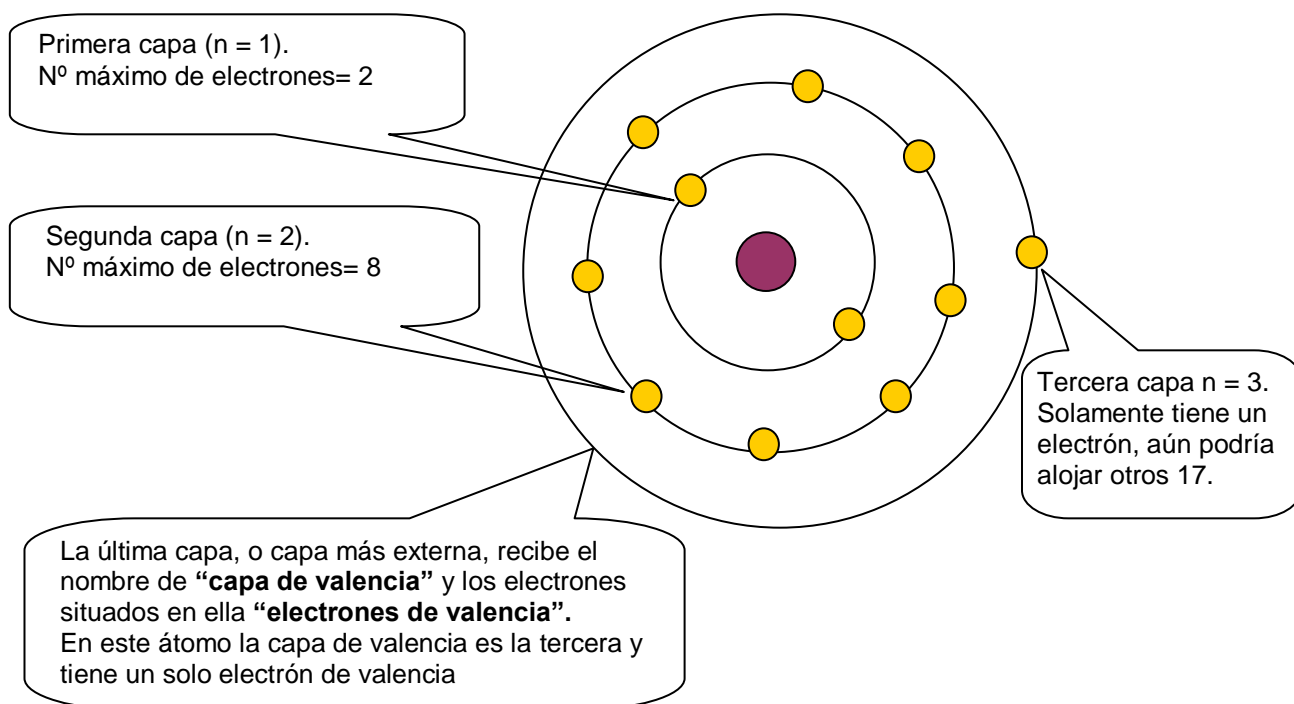 Primera capa (n = 1).
Nº máximo de electrones= 2
Segunda capa (n = 2).
Nº máximo de electrones= 8
Tercera capa n = 3.
Solamente tiene un
electrón, aún podría
alojar otros 17.
La última capa, o capa más externa, recibe el
nombre de “capa de valencia” y los electrones
situados en ella “electrones de valencia”.
En este átomo la capa de valencia es la tercera y
tiene un solo electrón de valencia